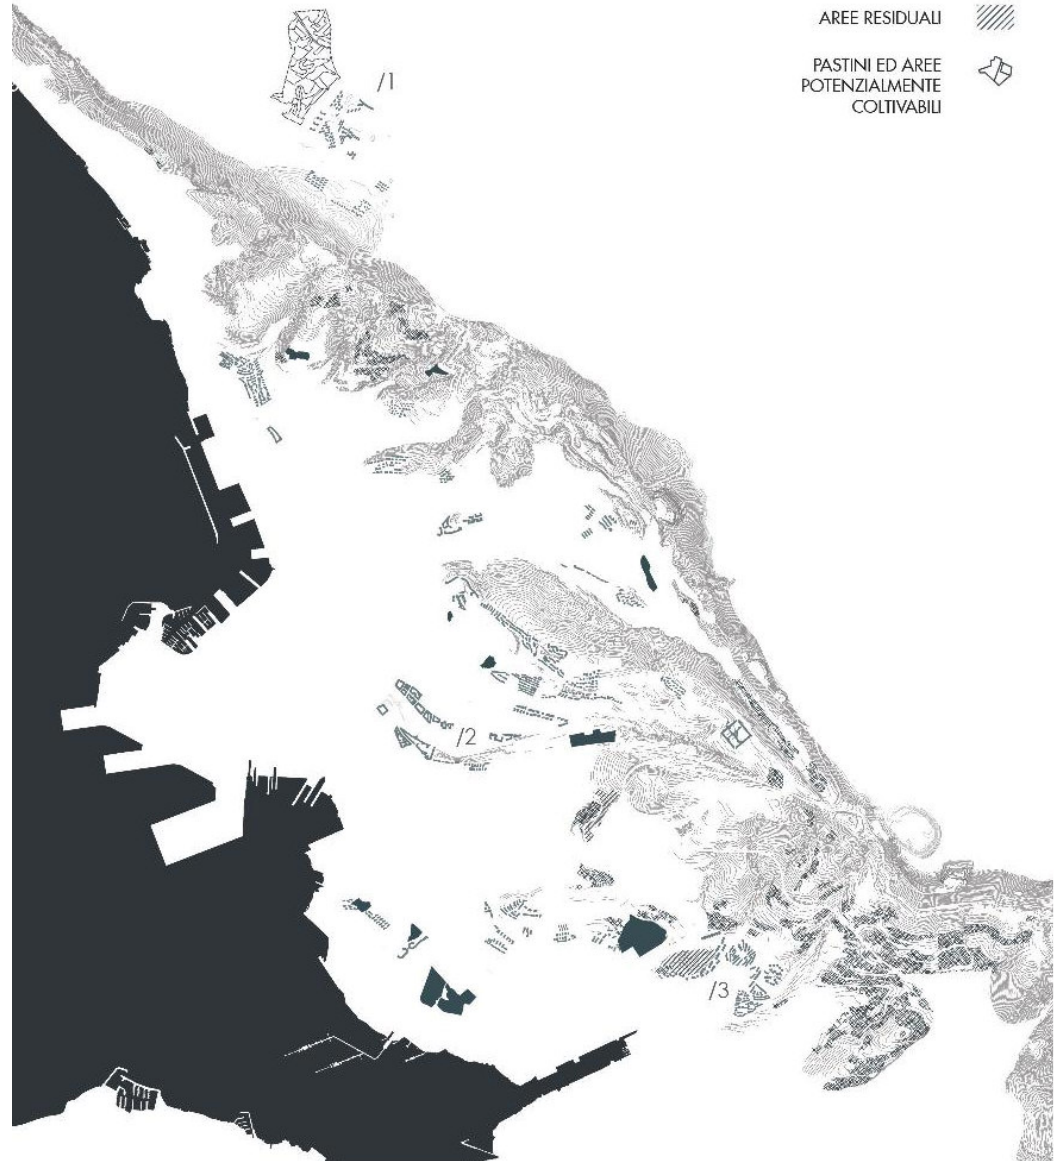 AREE RESIDUALI
PASTINI ED AREE
POTENZIALMENTE
COLTIVABILI
/1
/2
/3